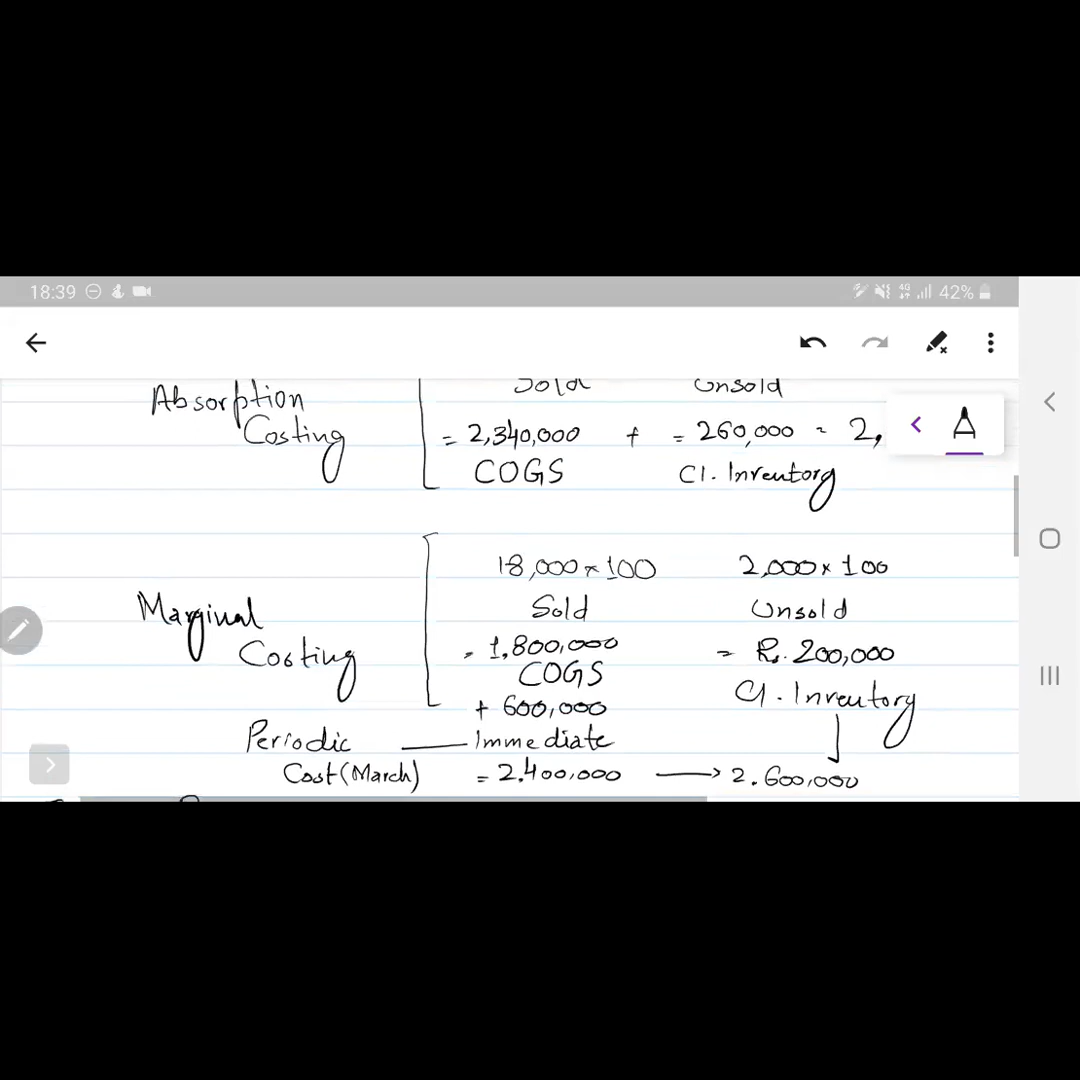 18:39 4G 42%
Sold Unsold
Absorption
Costing
= 2,340,000 + = 260,000 = 2,
COGS Cl. Inventory
18,000 × 100 2,000 × 100
Marginal Sold Unsold
Costing = 1,800,000 = Rs. 200,000
COGS Cl. Inventory
+ 600,000
Periodic Immediate
Cost (March) = 2,400,000 → 2,600,000